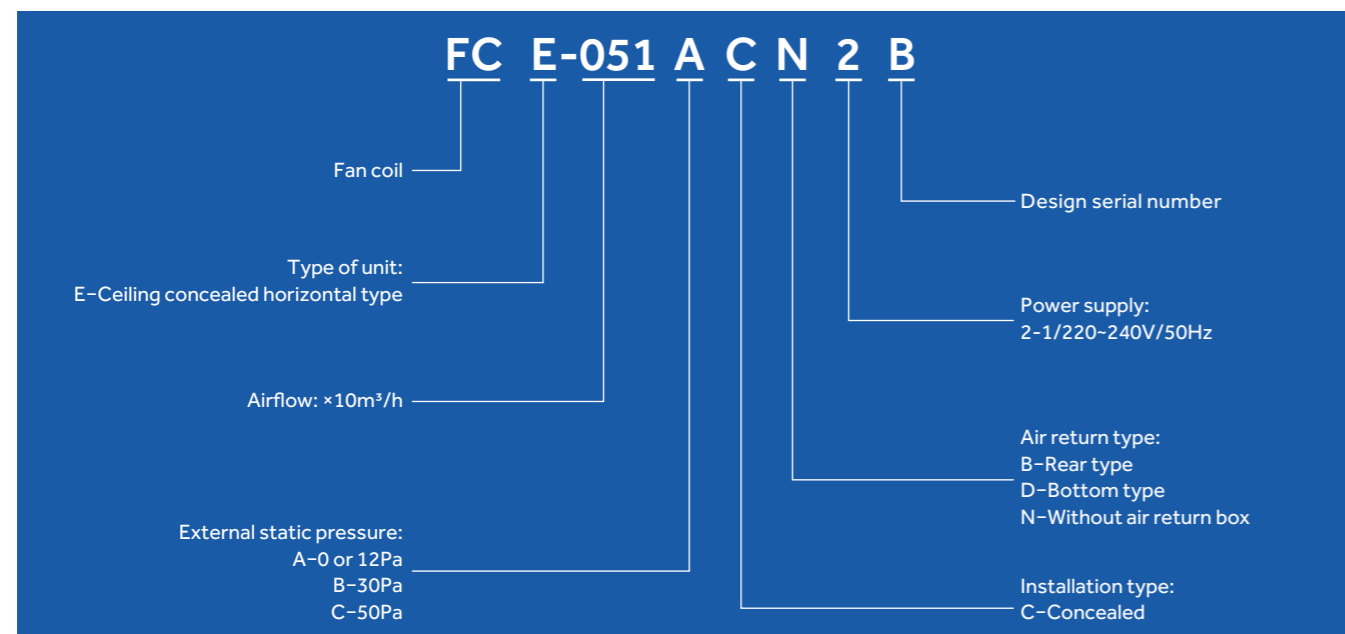 FC E-051 A C N 2 B
Fan coil
Type of unit:
E-Ceiling concealed horizontal type
Airflow: ×10m³/h
External static pressure:
A-0 or 12Pa
B-30Pa
C-50Pa
Design serial number
Power supply:
2-1/220~240V/50Hz
Air return type:
B-Rear type
D-Bottom type
N-Without air return box
Installation type:
C-Concealed